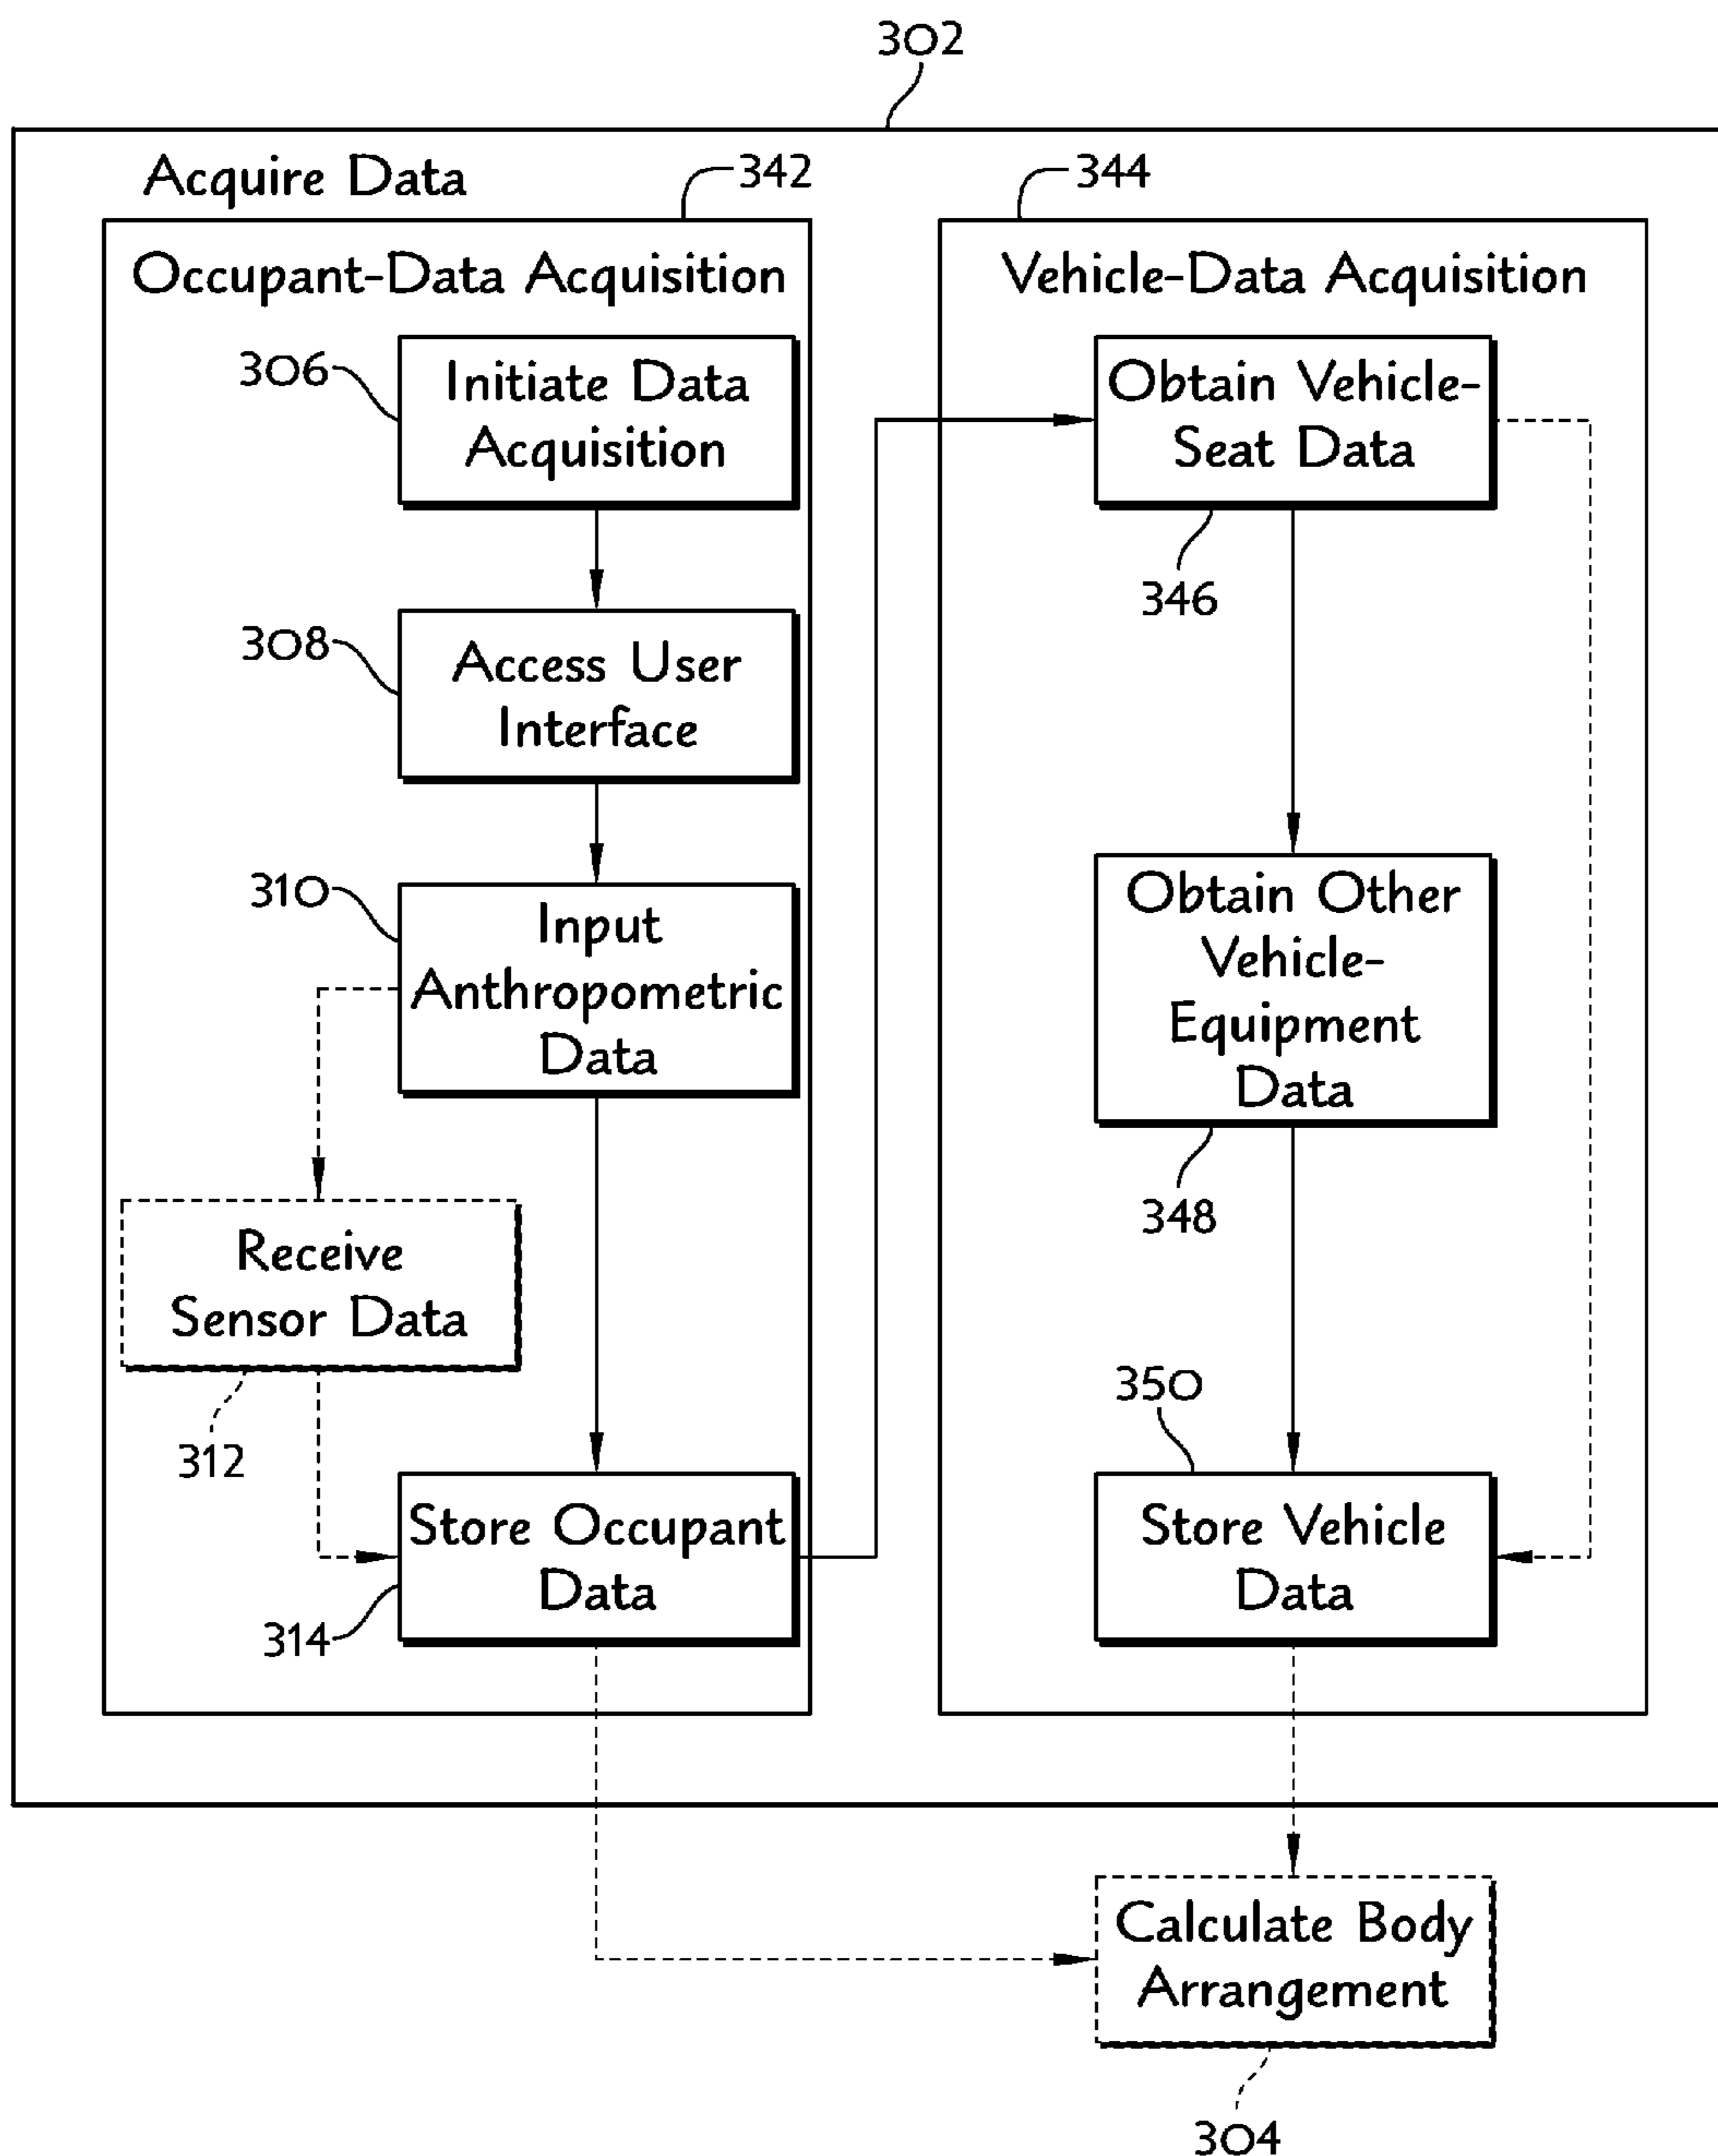 302
Acquire Data
342
344
Occupant-Data Acquisition
Vehicle-Data Acquisition
306
Initiate Data
Acquisition
Obtain Vehicle-
Seat Data
346
308
Access User
Interface
310
Input
Anthropometric
Data
Obtain Other
Vehicle-
Equipment
Data
348
Receive
Sensor Data
312
350
Store Occupant
Data
314
Store Vehicle
Data
Calculate Body
Arrangement
304